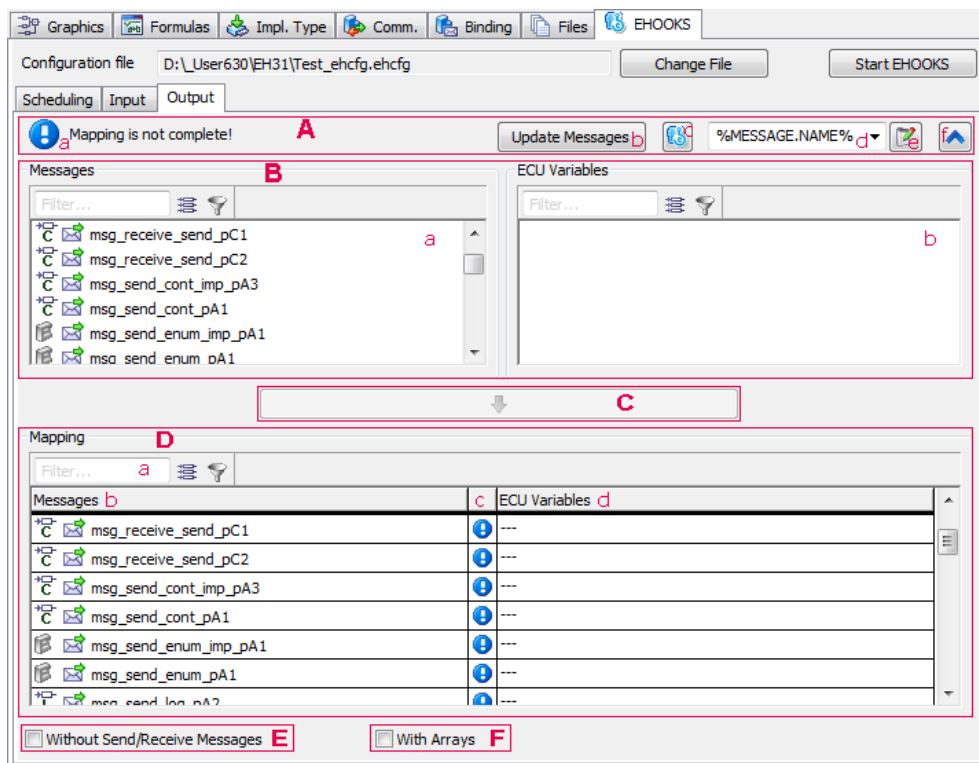 Graphics Formulas Impl. Type Comm. Binding Files EHOOKS
Configuration file D:\_User630\EH31\Test_ehcfg.ehcfg Change File Start EHOOKS
Scheduling Input Output
a Mapping is not complete! A Update Messages b c %MESSAGE.NAME% d e f
Messages B ECU Variables
Filter... Filter...
C msg_receive_send_pC1 a b
C msg_receive_send_pC2
C msg_send_cont_imp_pA3
C msg_send_cont_pA1
msg_send_enum_imp_pA1
msg_send_enum_pA1
C
Mapping D
Filter... a
Messages b c ECU Variables d
C msg_receive_send_pC1 ---
C msg_receive_send_pC2 ---
C msg_send_cont_imp_pA3 ---
C msg_send_cont_pA1 ---
msg_send_enum_imp_pA1 ---
msg_send_enum_pA1 ---
C msg_send_log_pA2 ---
Without Send/Receive Messages E With Arrays F